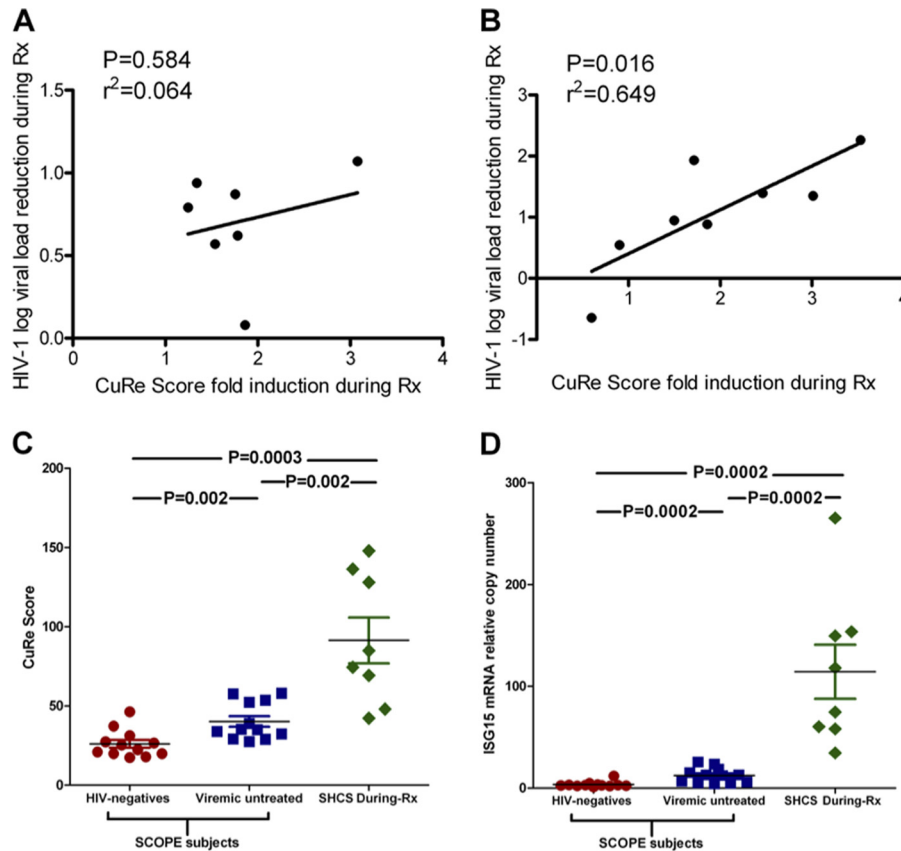 A
P=0.584
r²=0.064
HIV-1 log viral load reduction during Rx
1.5
1.0
0.5
0.0
0 1 2 3 4
CuRe Score fold induction during Rx
B
P=0.016
r²=0.649
HIV-1 log viral load reduction during Rx
3
2
1
0
-1
1 2 3 4
CuRe Score fold induction during Rx
C
P=0.0003
P=0.002
P=0.002
CuRe Score
200
150
100
50
0
HIV-negatives Viremic untreated SHCS During-Rx
SCOPE subjects
D
P=0.0002
P=0.0002
P=0.0002
ISG15 mRNA relative copy number
300
200
100
0
HIV-negatives Viremic untreated SHCS During-Rx
SCOPE subjects